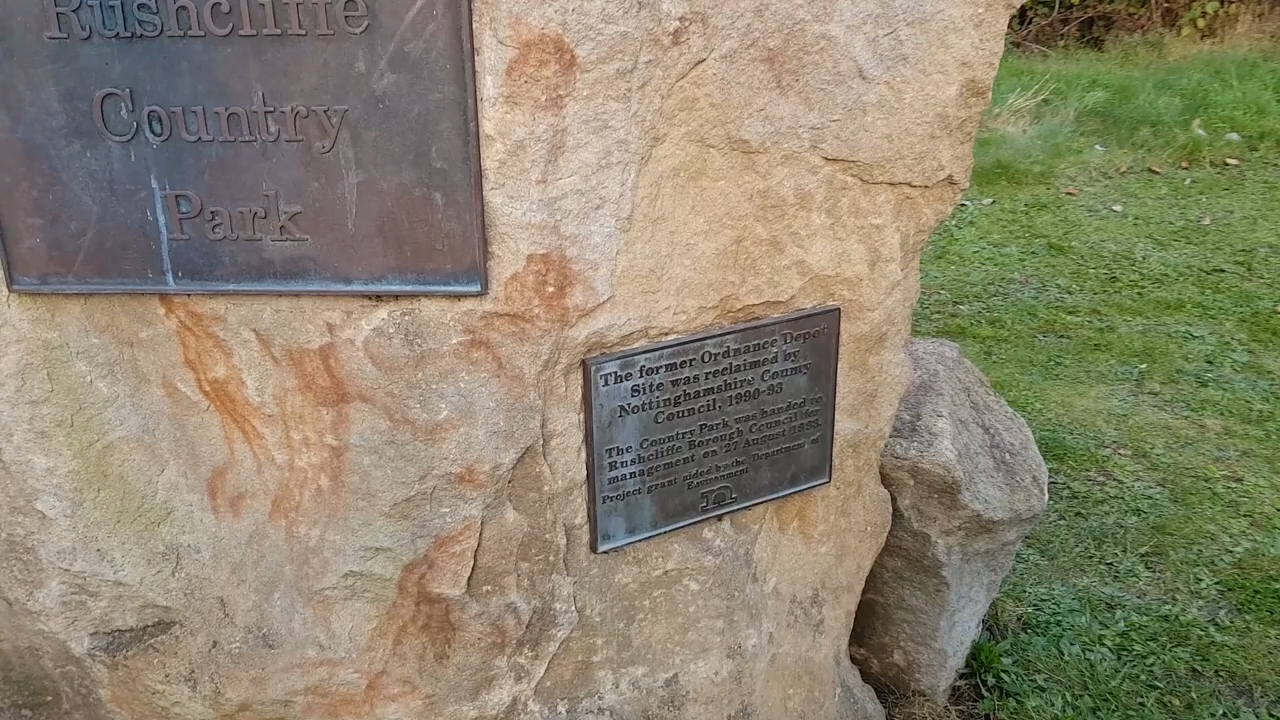 Rushcliffe
Country
Park
The former Ordnance Depot
Site was reclaimed by
Nottinghamshire County
Council, 1990-93
The Country Park was handed to
Rushcliffe Borough Council for
management on 27 August 1993.
Project grant aided by the Department of
Environment